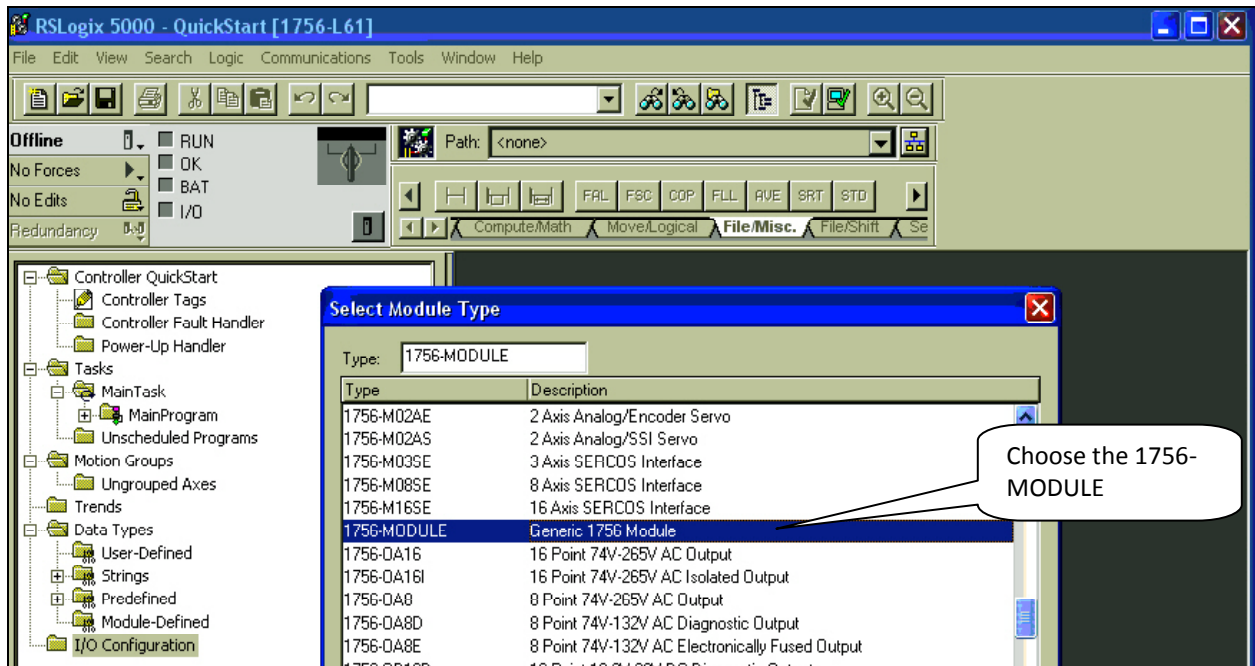 RSLogix 5000 - QuickStart [1756-L61]
File Edit View Search Logic Communications Tools Window Help
Offline
RUN
Path: <none>
No Forces
OK
BAT
No Edits
I/O
FAL FSC COP FLL AVE SRT STD
Redundancy
Compute/Math Move/Logical File/Misc. File/Shift Se
Controller QuickStart
Controller Tags
Controller Fault Handler
Power-Up Handler
Tasks
MainTask
MainProgram
Unscheduled Programs
Motion Groups
Ungrouped Axes
Trends
Data Types
User-Defined
Strings
Predefined
Module-Defined
I/O Configuration
Select Module Type
Type: 1756-MODULE
Type Description
1756-M02AE 2 Axis Analog/Encoder Servo
1756-M02AS 2 Axis Analog/SSI Servo
1756-M03SE 3 Axis SERCOS Interface
1756-M08SE 8 Axis SERCOS Interface
1756-M16SE 16 Axis SERCOS Interface
1756-MODULE Generic 1756 Module
1756-OA16 16 Point 74V-265V AC Output
1756-OA16I 16 Point 74V-265V AC Isolated Output
1756-OA8 8 Point 74V-265V AC Output
1756-OA8D 8 Point 74V-132V AC Diagnostic Output
1756-OA8E 8 Point 74V-132V AC Electronically Fused Output
Choose the 1756-
MODULE